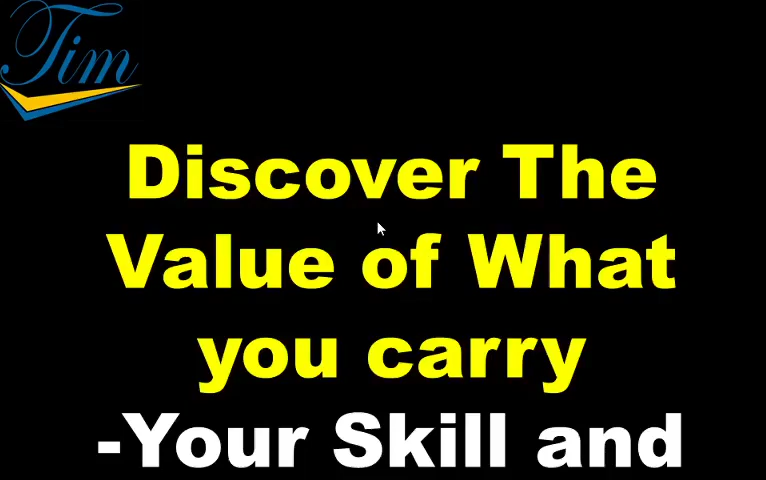 Tim
Discover The
Value of What
you carry
-Your Skill and